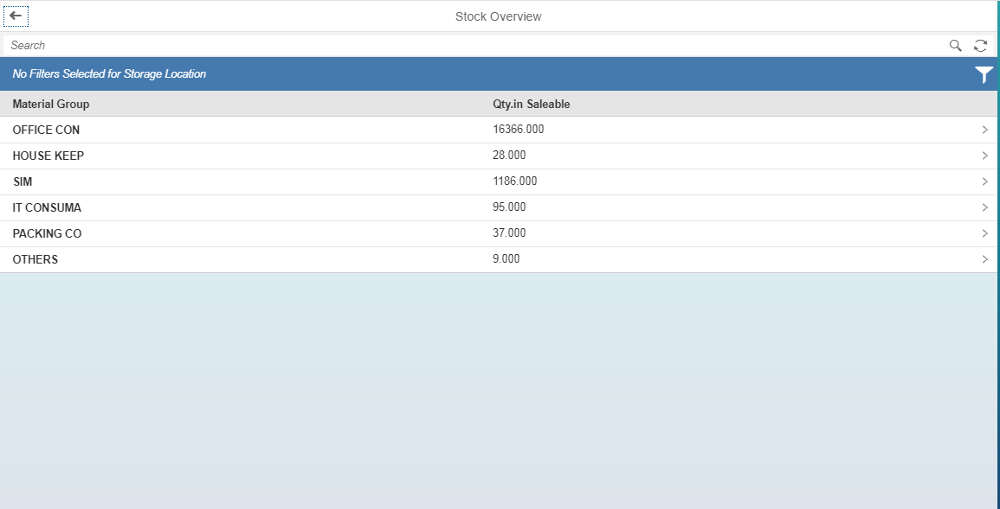 Stock Overview
Search
No Filters Selected for Storage Location
Material Group Qty.in Saleable
OFFICE CON 16366.000
HOUSE KEEP 28.000
SIM 1186.000
IT CONSUMA 95.000
PACKING CO 37.000
OTHERS 9.000